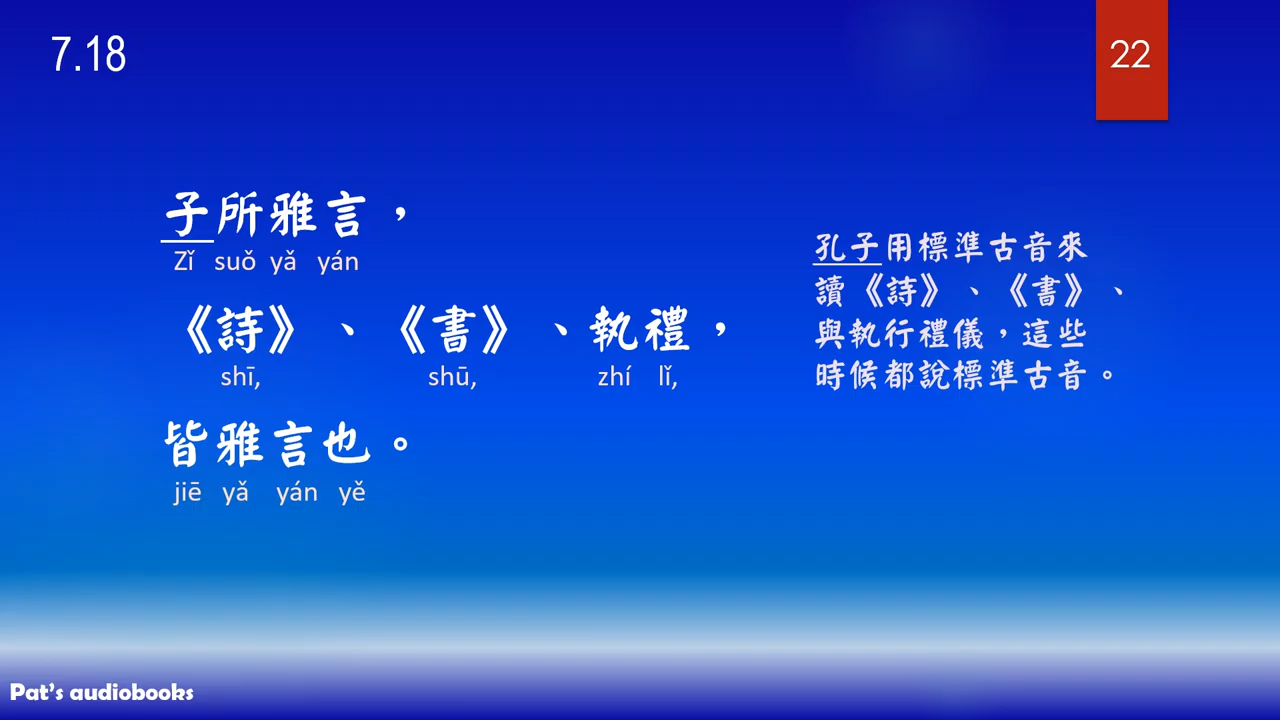 7.18
22
子所雅言，
Zǐ suǒ yǎ yán
《詩》、《書》、執禮，
shī, shū, zhí lǐ,
皆雅言也。
jiē yǎ yán yě
孔子用標準古音來
讀《詩》、《書》、
與執行禮儀，這些
時候都說標準古音。
Pat's audiobooks